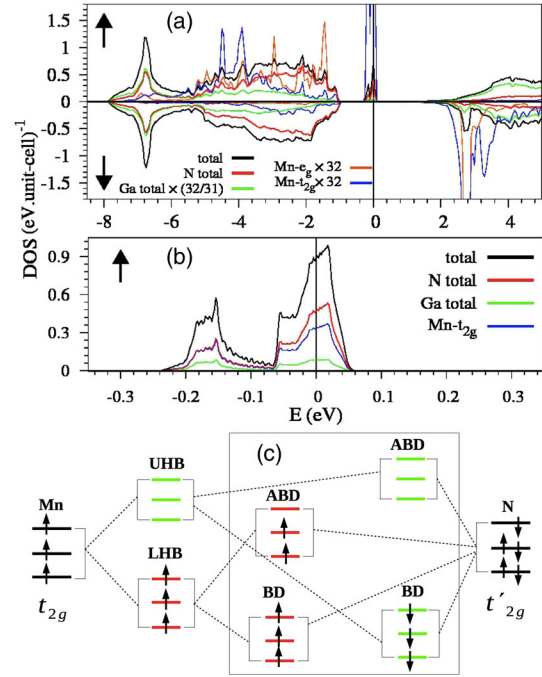 (a)
DOS (eV.unit-cell)⁻¹
1.5
1
0.5
0
0.5
1
1.5
total
N total
Ga total × (32/31)
Mn-e_g × 32
Mn-t_2g × 32
-8 -6 -4 -2 0 2 4
(b)
0.9
0.6
0.3
0
total
N total
Ga total
Mn-t_2g
-0.3 -0.2 -0.1 0 0.1 0.2 0.3
E (eV)
(c)
UHB
ABD
Mn
ABD
N
LHB
t_2g
BD
BD
t′_2g